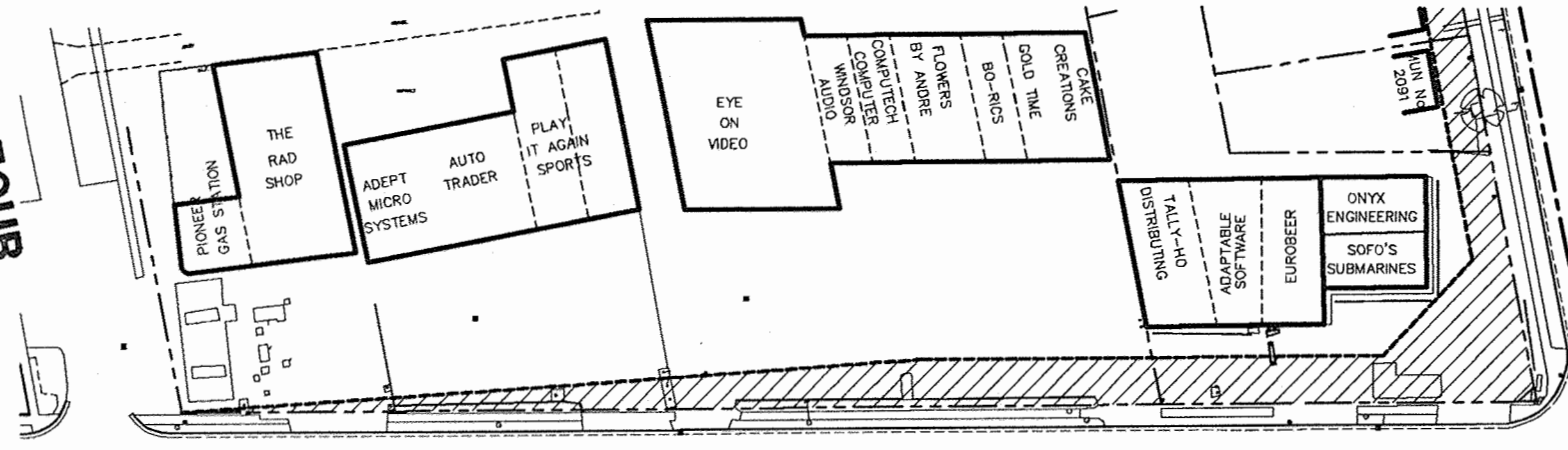 PIONEER
GAS STATION
THE
RAD
SHOP
ADEPT
MICRO
SYSTEMS
AUTO
TRADER
PLAY
IT AGAIN
SPORTS
EYE
ON
VIDEO
WINDSOR
AUDIO
COMPUTECH
COMPUTER
FLOWERS
BY ANDRE
BO-RICS
GOLD TIME
CAKE
CREATIONS
MUN No
2091
TALLY-HO
DISTRIBUTING
ADAPTABLE
SOFTWARE
EUROBEER
ONYX
ENGINEERING
SOFO'S
SUBMARINES